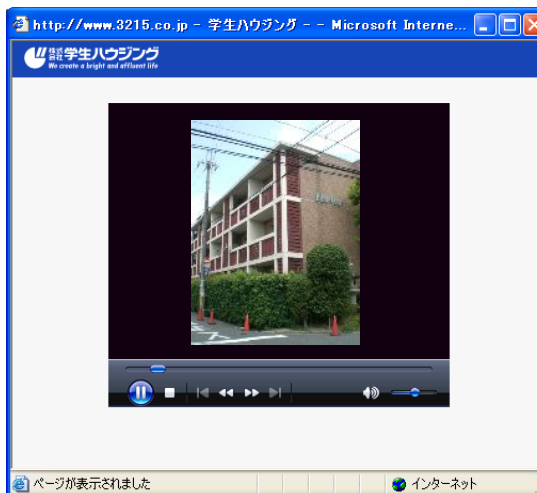 http://www.3215.co.jp - 学生ハウジング - - Microsoft Interne...
株式会社 学生ハウジング
We create a bright and affluent life
ページが表示されました
インターネット